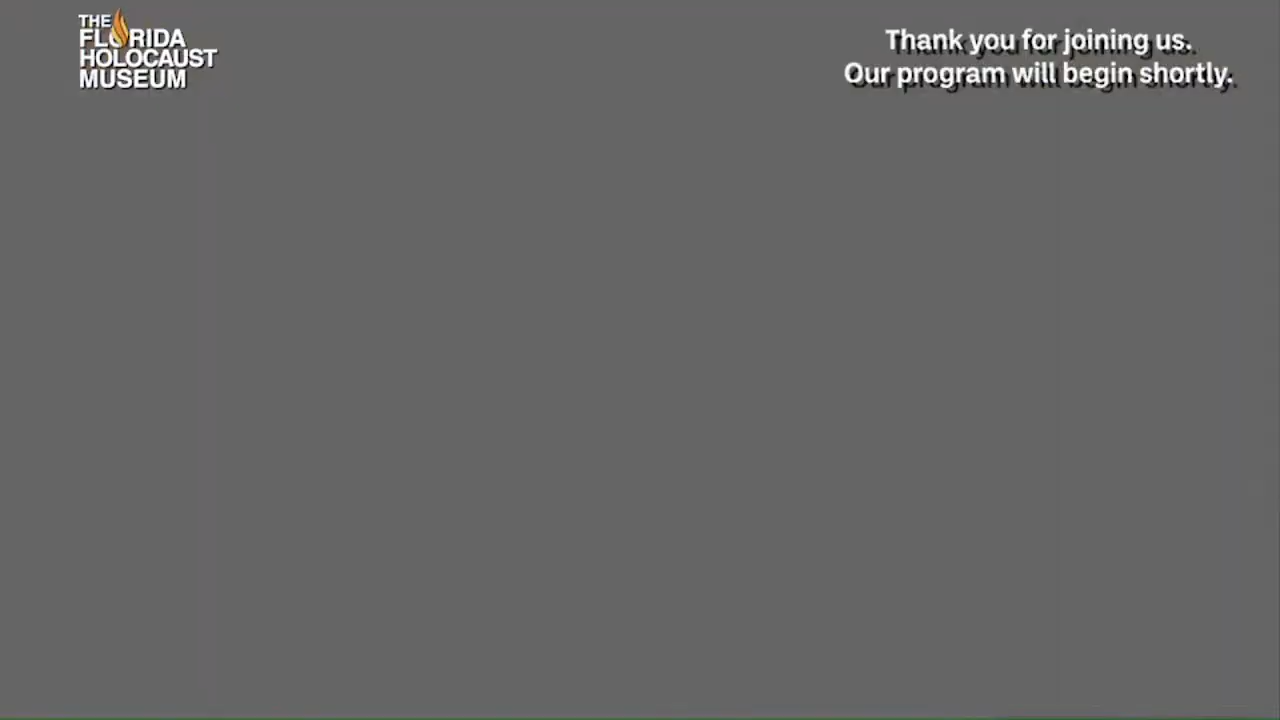 THE
FLORIDA
HOLOCAUST
MUSEUM
Thank you for joining us.
Our program will begin shortly.